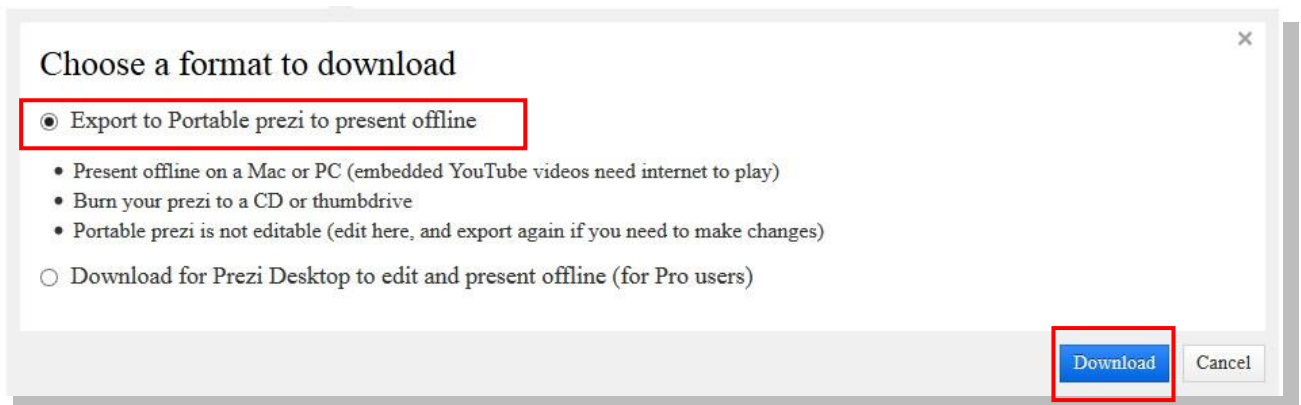 Choose a format to download
×
Export to Portable prezi to present offline
• Present offline on a Mac or PC (embedded YouTube videos need internet to play)
• Burn your prezi to a CD or thumbdrive
• Portable prezi is not editable (edit here, and export again if you need to make changes)
Download for Prezi Desktop to edit and present offline (for Pro users)
Download Cancel